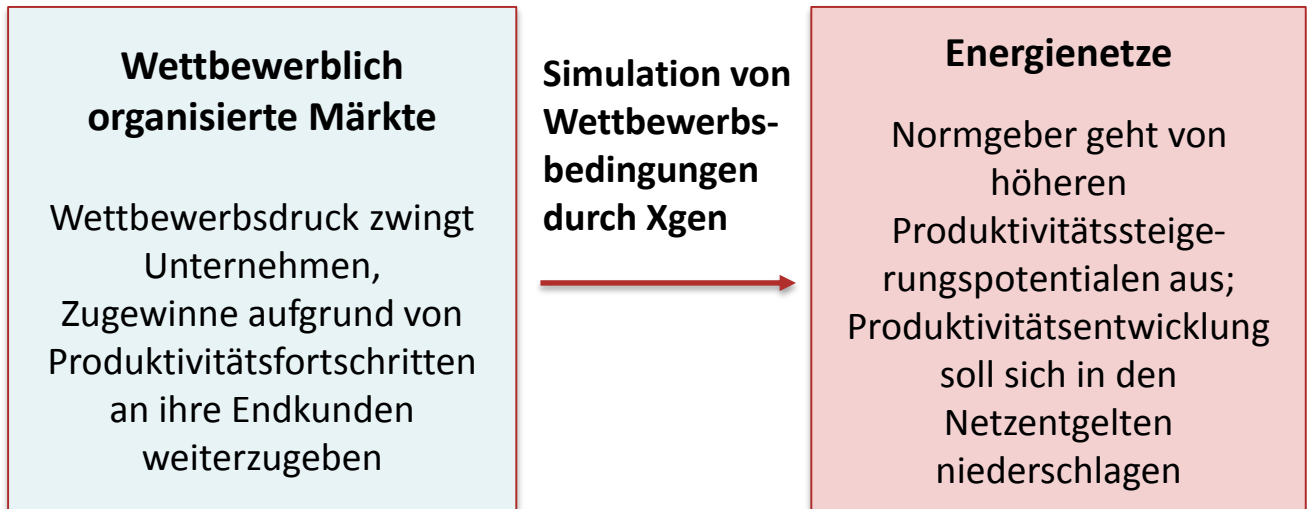 Wettbewerblich
organisierte Märkte
Wettbewerbsdruck zwingt
Unternehmen,
Zugewinne aufgrund von
Produktivitätsfortschritten
an ihre Endkunden
weiterzugeben
Simulation von
Wettbewerbs-
bedingungen
durch Xgen
Energienetze
Normgeber geht von
höheren
Produktivitätssteige-
rungspotentialen aus;
Produktivitätsentwicklung
soll sich in den
Netzentgelten
niederschlagen